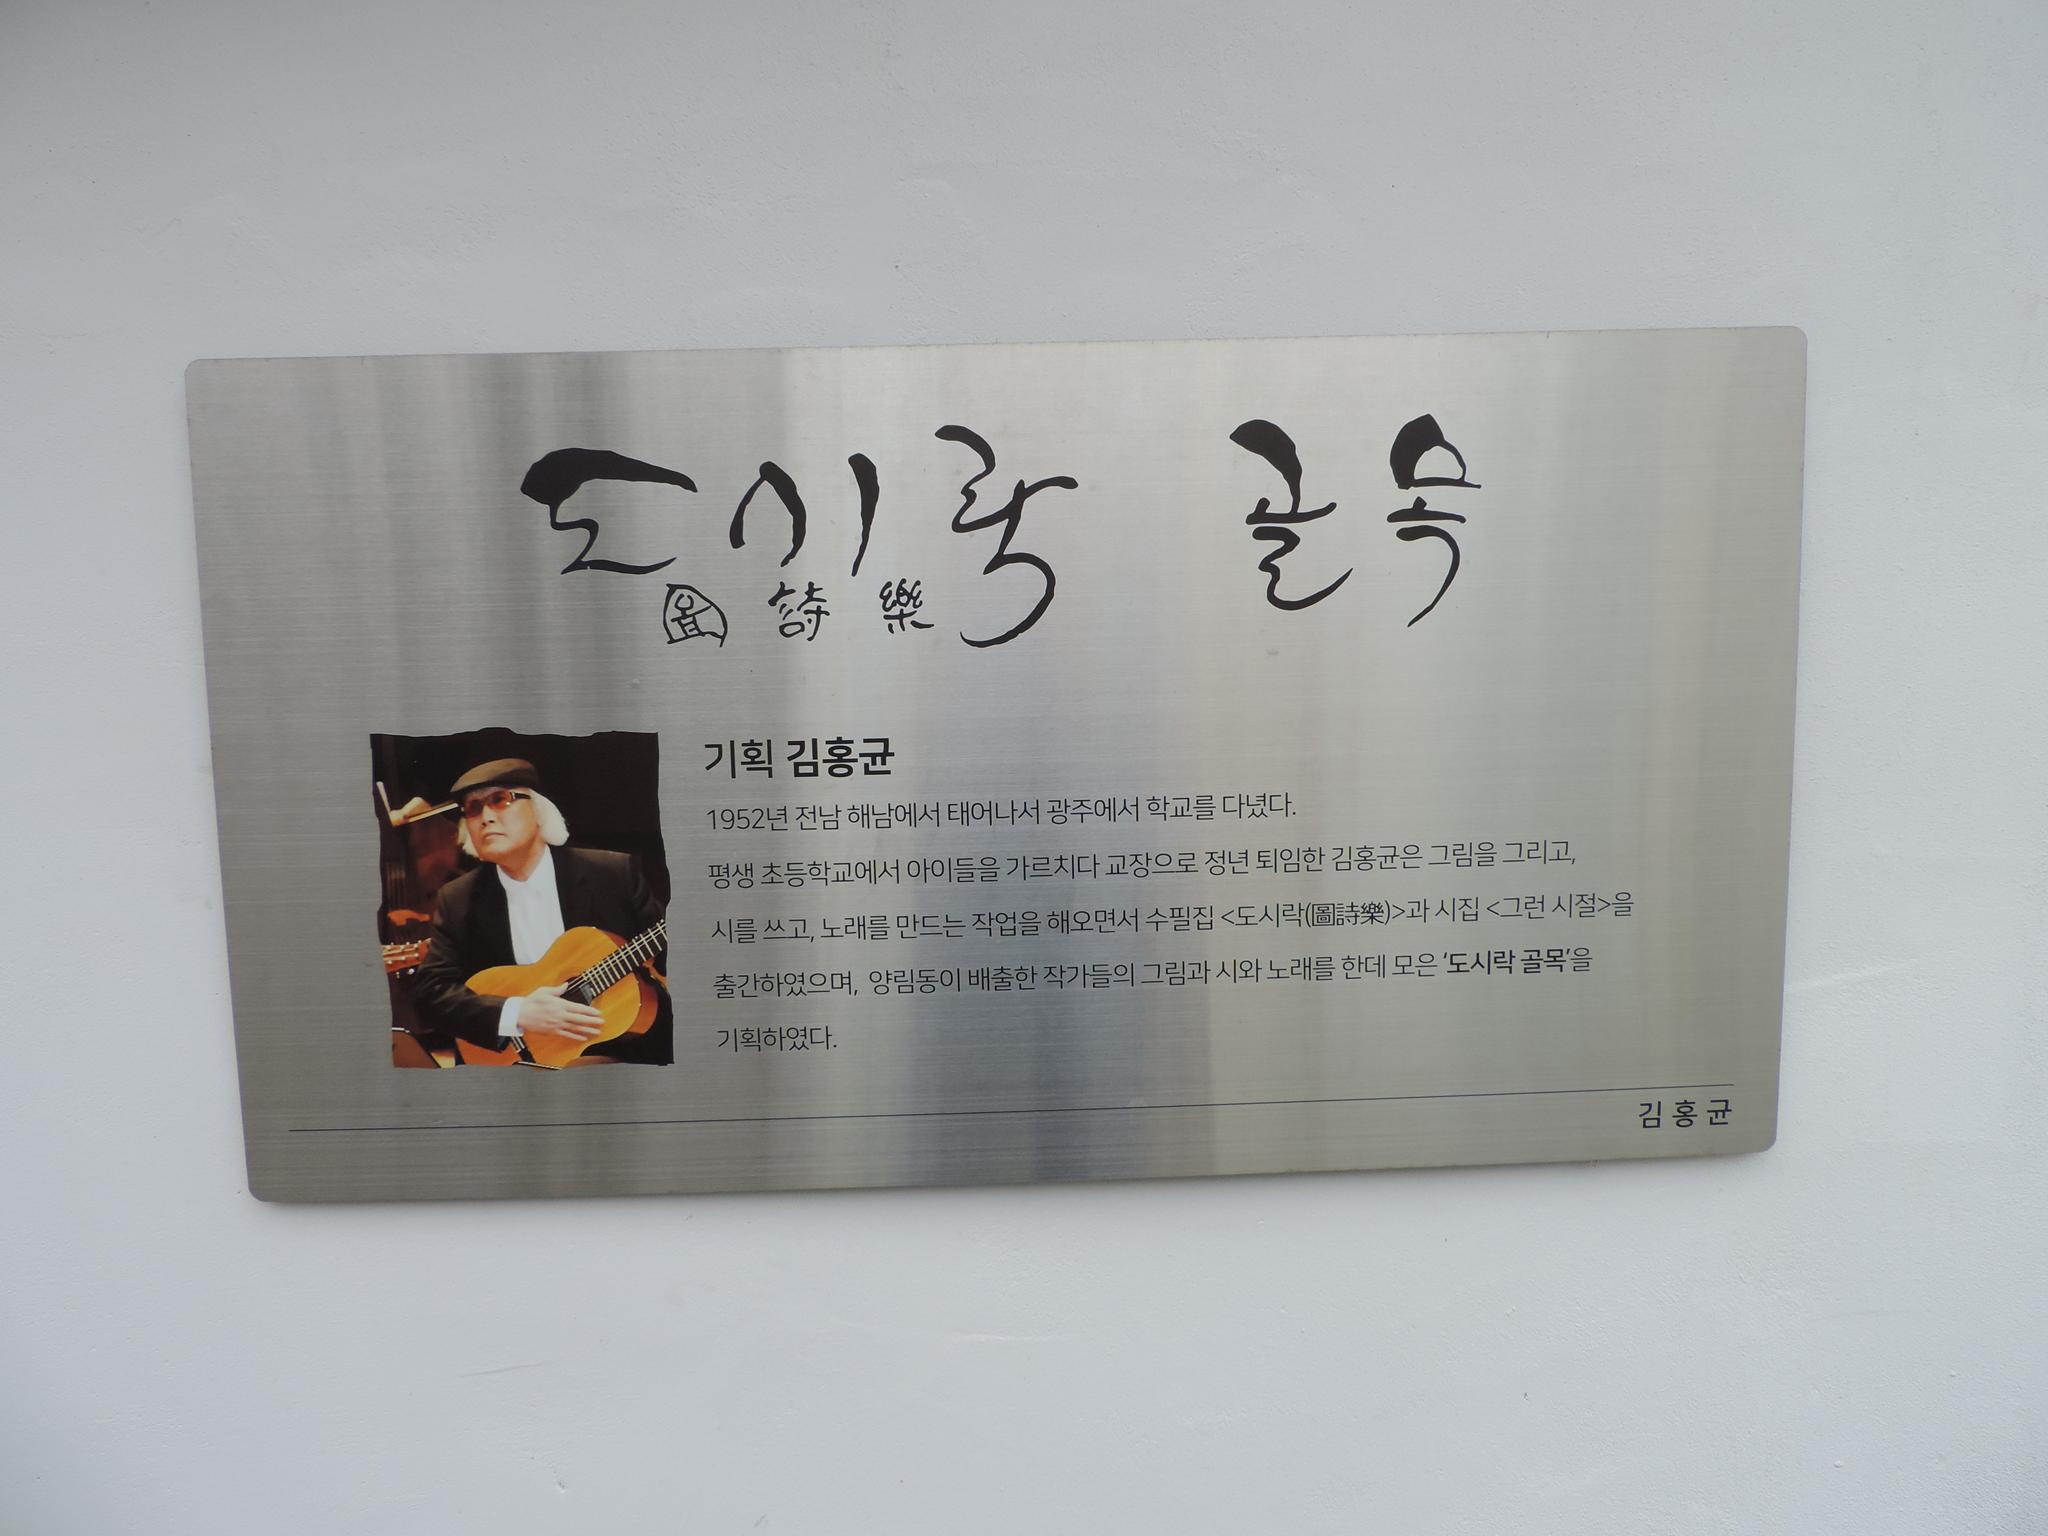 도시락 골목
圖 詩 樂
기획 김홍균
1952년 전남 해남에서 태어나서 광주에서 학교를 다녔다.
평생 초등학교에서 아이들을 가르치다 교장으로 정년 퇴임한 김홍균은 그림을 그리고,
시를 쓰고, 노래를 만드는 작업을 해오면서 수필집 <도시락(圖詩樂)>과 시집 <그런 시절>을
출간하였으며, 양림동이 배출한 작가들의 그림과 시와 노래를 한데 모은 '도시락 골목'을
기획하였다.
김 홍 균